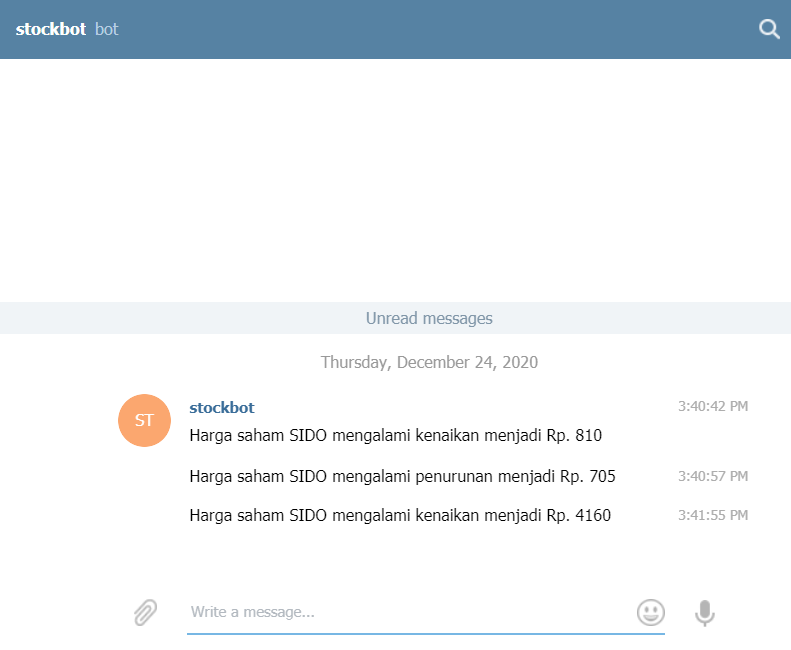 stockbot bot
Unread messages
Thursday, December 24, 2020
ST
stockbot 3:40:42 PM
Harga saham SIDO mengalami kenaikan menjadi Rp. 810
Harga saham SIDO mengalami penurunan menjadi Rp. 705 3:40:57 PM
Harga saham SIDO mengalami kenaikan menjadi Rp. 4160 3:41:55 PM
Write a message...